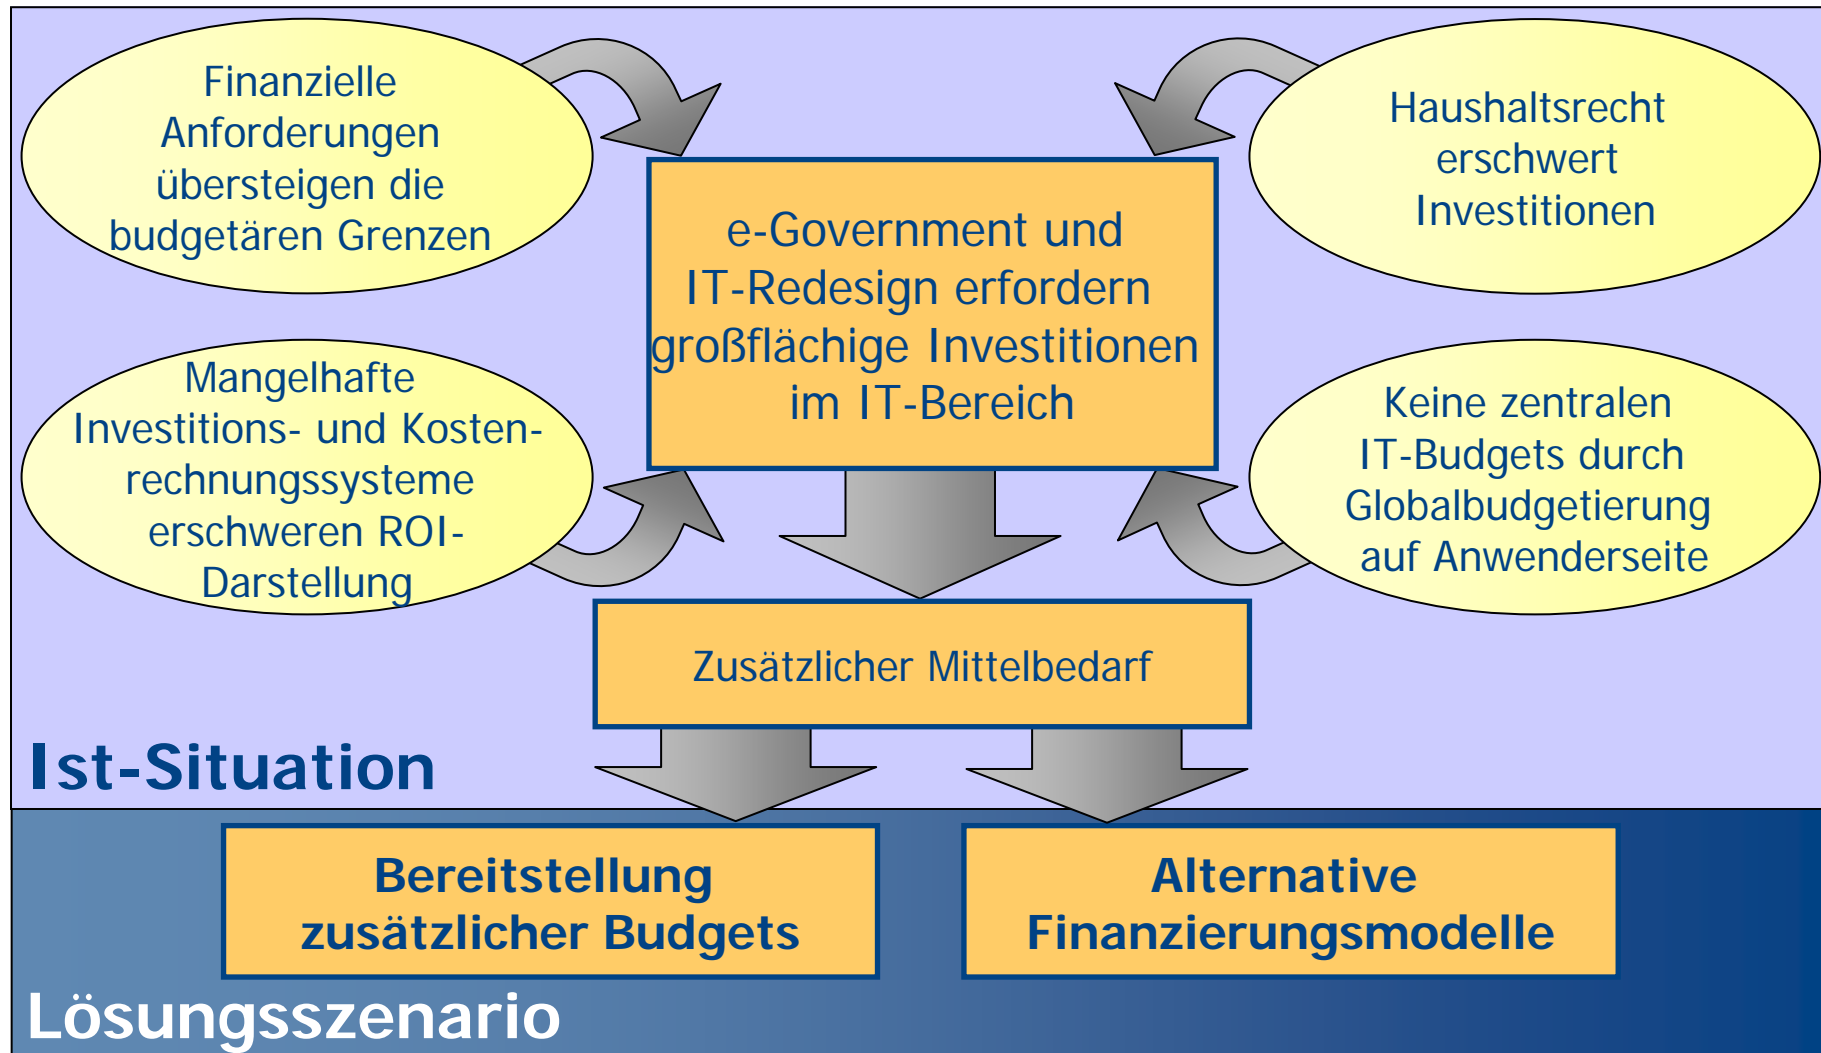 Finanzielle
Anforderungen
übersteigen die
budgetären Grenzen
Haushaltsrecht
erschwert
Investitionen
e-Government und
IT-Redesign erfordern
großflächige Investitionen
im IT-Bereich
Mangelhafte
Investitions- und Kosten-
rechnungssysteme
erschweren ROI-
Darstellung
Keine zentralen
IT-Budgets durch
Globalbudgetierung
auf Anwenderseite
Zusätzlicher Mittelbedarf
Ist-Situation
Bereitstellung
zusätzlicher Budgets
Alternative
Finanzierungsmodelle
Lösungsszenario